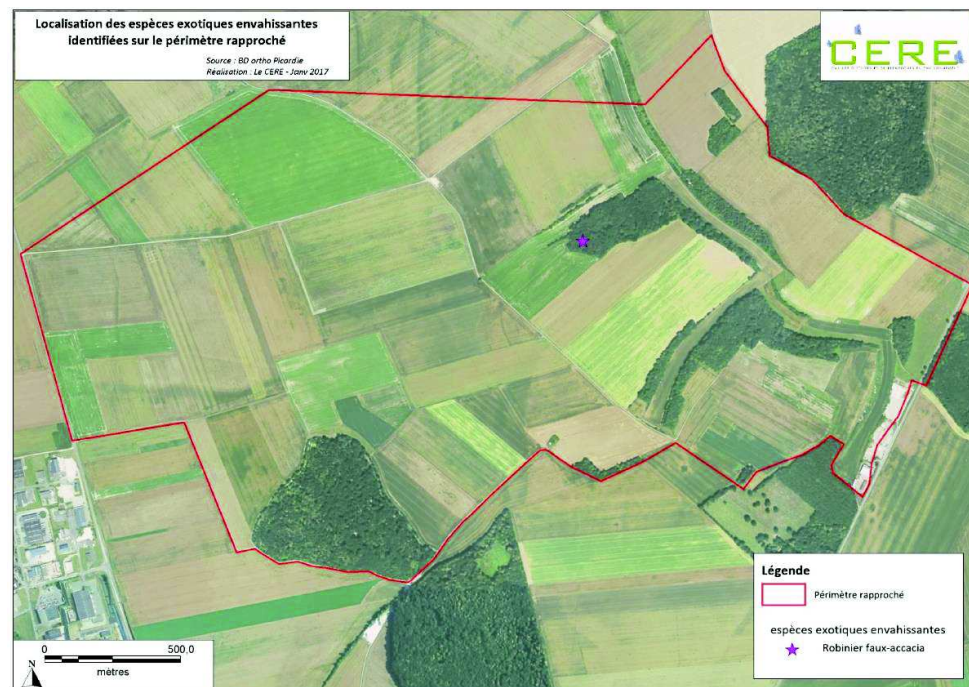 Localisation des espèces exotiques envahissantes
identifiées sur le périmètre rapproché
Source : BD ortho Picardie
Réalisation : Le CERE - Janv 2017
CERE
Légende
Périmètre rapproché
espèces exotiques envahissantes
Robinier faux-accacia
0 500,0
mètres
N